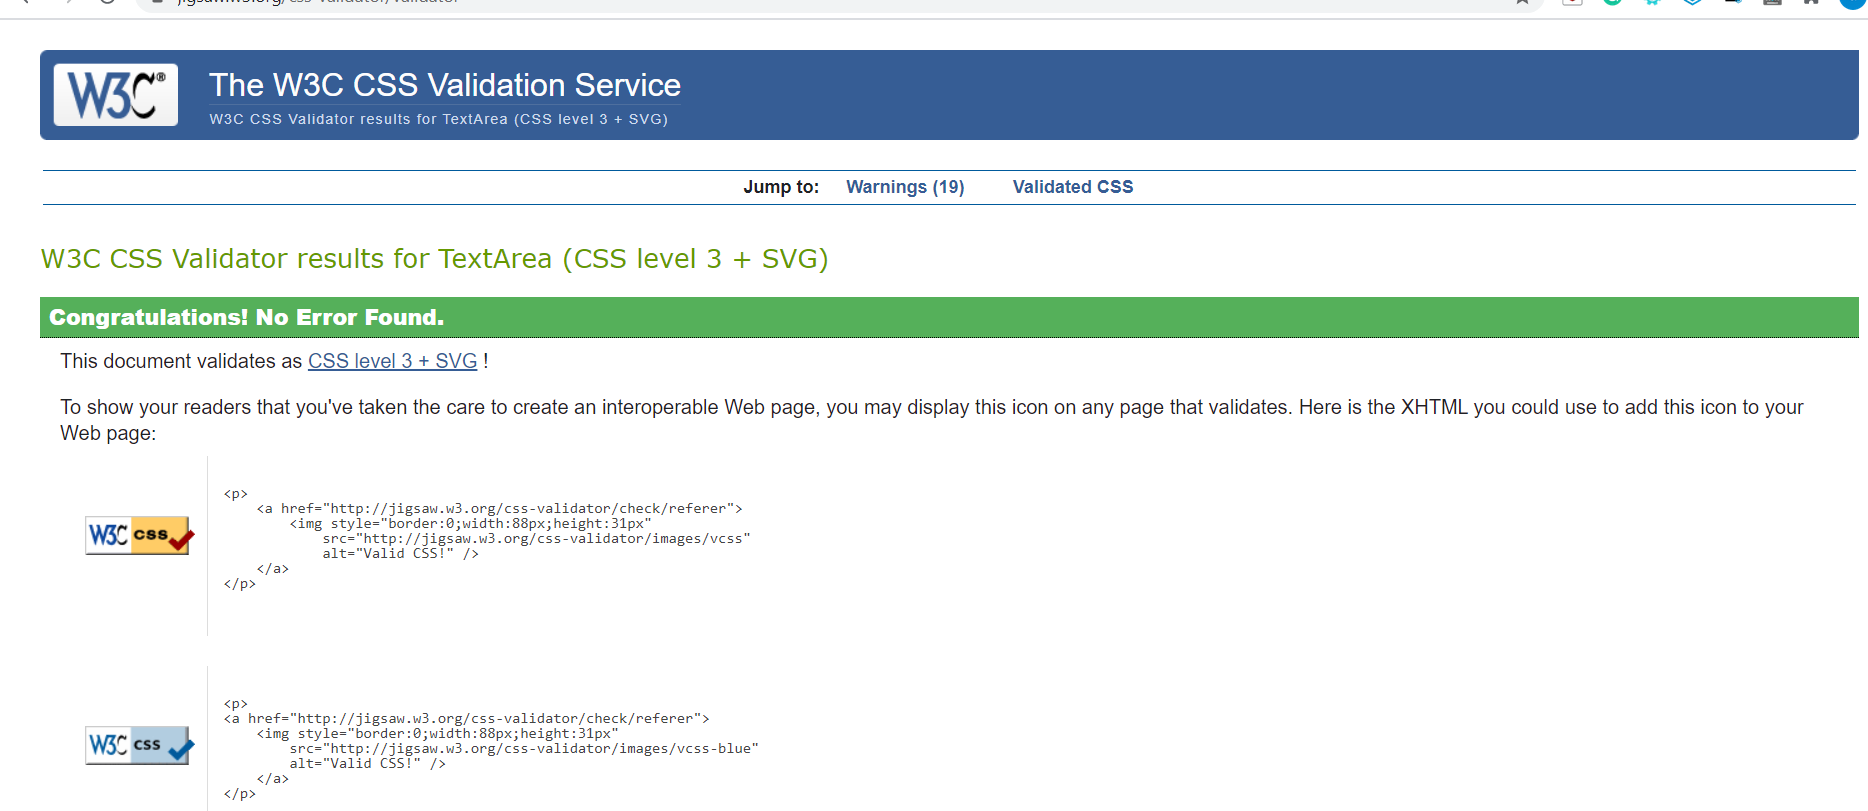 W3C®
The W3C CSS Validation Service
W3C CSS Validator results for TextArea (CSS level 3 + SVG)
Jump to: Warnings (19) Validated CSS
W3C CSS Validator results for TextArea (CSS level 3 + SVG)
Congratulations! No Error Found.
This document validates as CSS level 3 + SVG !
To show your readers that you've taken the care to create an interoperable Web page, you may display this icon on any page that validates. Here is the XHTML you could use to add this icon to your
Web page:
W3C css
<p>
<a href="http://jigsaw.w3.org/css-validator/check/referer">
<img style="border:0;width:88px;height:31px"
src="http://jigsaw.w3.org/css-validator/images/vcss"
alt="Valid CSS!" />
</a>
</p>
W3C css
<p>
<a href="http://jigsaw.w3.org/css-validator/check/referer">
<img style="border:0;width:88px;height:31px"
src="http://jigsaw.w3.org/css-validator/images/vcss-blue"
alt="Valid CSS!" />
</a>
</p>